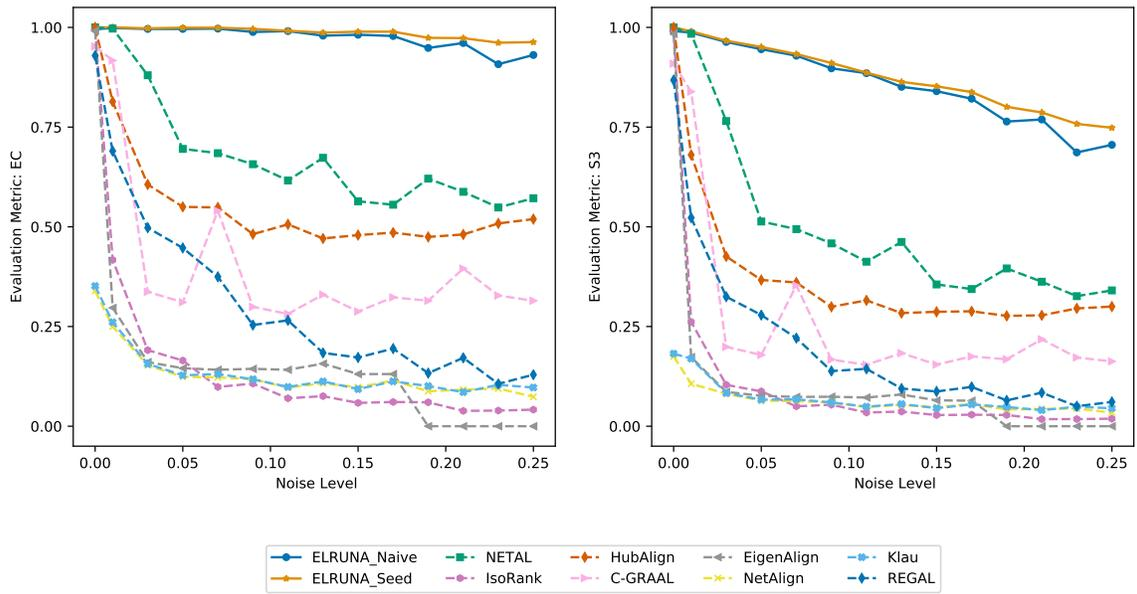 1.00
0.75
0.50
0.25
0.00
Evaluation Metric: EC
0.00 0.05 0.10 0.15 0.20 0.25
Noise Level
1.00
0.75
0.50
0.25
0.00
Evaluation Metric: S3
0.00 0.05 0.10 0.15 0.20 0.25
Noise Level
ELRUNA_Naive NETAL HubAlign EigenAlign Klau
ELRUNA_Seed IsoRank C-GRAAL NetAlign REGAL